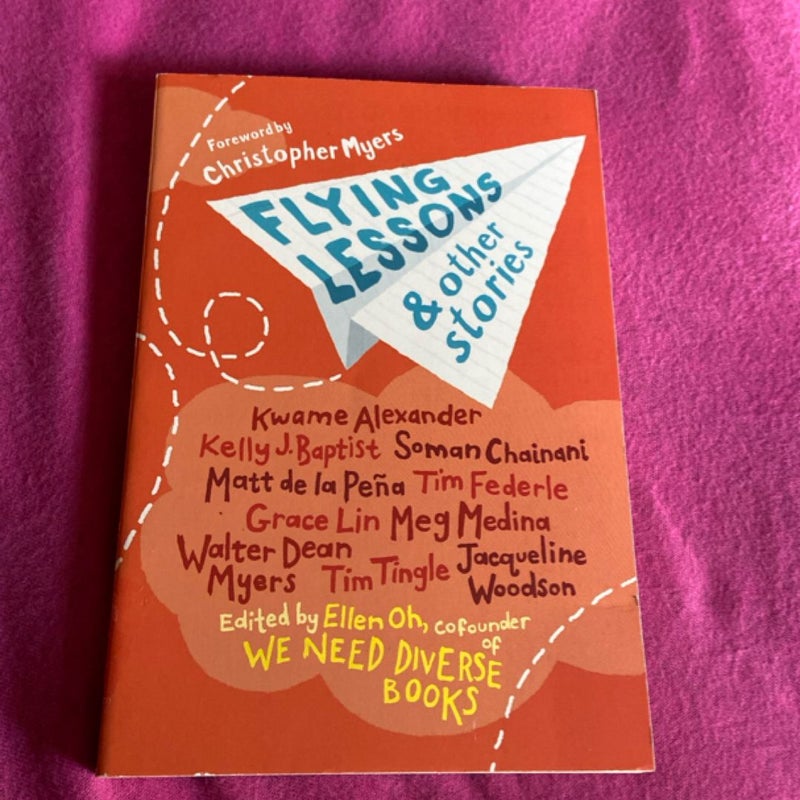 Foreword by
Christopher Myers
FLYING
LESSONS
& other
stories
Kwame Alexander
Kelly J. Baptist Soman Chainani
Matt de la Peña Tim Federle
Grace Lin Meg Medina
Walter Dean Myers Tim Tingle Jacqueline Woodson
Edited by Ellen Oh, cofounder
of
WE NEED DIVERSE
BOOKS